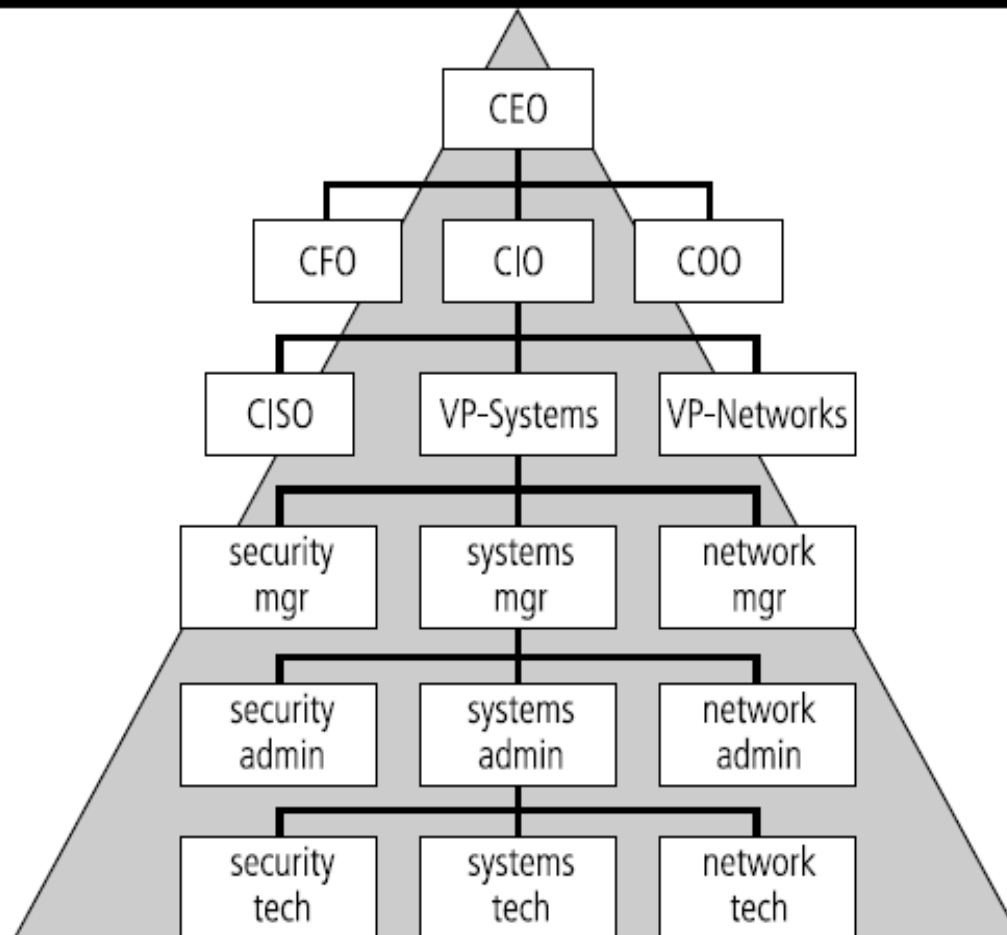 CEO
CFO
CIO
COO
CISO
VP-Systems
VP-Networks
security
mgr
systems
mgr
network
mgr
security
admin
systems
admin
network
admin
security
tech
systems
tech
network
tech